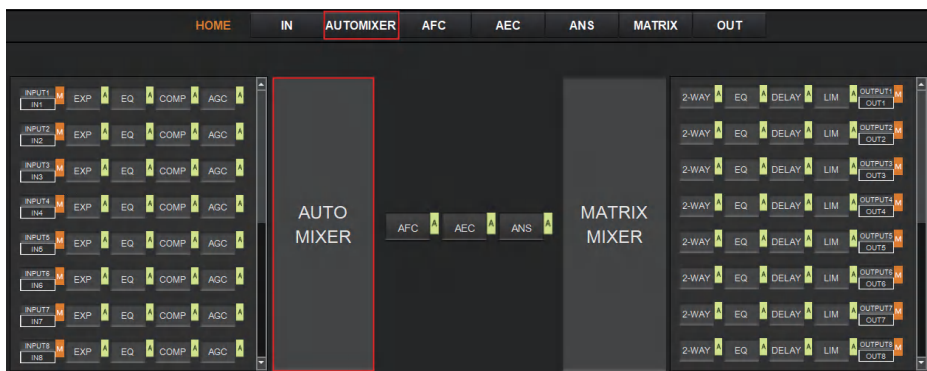 HOME IN AUTOMIXER AFC AEC ANS MATRIX OUT
INPUT1 M EXP A EQ A COMP A AGC A 2-WAY A EQ A DELAY A LIM A OUTPUT1 M
IN1 OUT1
INPUT2 M EXP A EQ A COMP A AGC A 2-WAY A EQ A DELAY A LIM A OUTPUT2 M
IN2 OUT2
INPUT3 M EXP A EQ A COMP A AGC A 2-WAY A EQ A DELAY A LIM A OUTPUT3 M
IN3 OUT3
INPUT4 M EXP A EQ A COMP A AGC A 2-WAY A EQ A DELAY A LIM A OUTPUT4 M
IN4 OUT4
AUTO MATRIX
MIXER AFC A AEC A ANS A MIXER
INPUT5 M EXP A EQ A COMP A AGC A 2-WAY A EQ A DELAY A LIM A OUTPUT5 M
IN5 OUT5
INPUT6 M EXP A EQ A COMP A AGC A 2-WAY A EQ A DELAY A LIM A OUTPUT6 M
IN6 OUT6
INPUT7 M EXP A EQ A COMP A AGC A 2-WAY A EQ A DELAY A LIM A OUTPUT7 M
IN7 OUT7
INPUT8 M EXP A EQ A COMP A AGC A 2-WAY A EQ A DELAY A LIM A OUTPUT8 M
IN8 OUT8